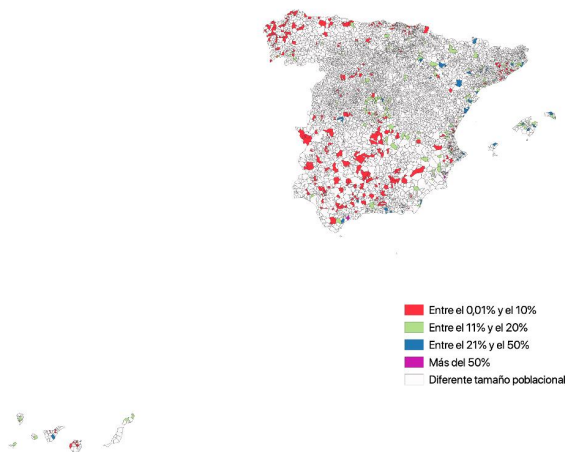 Entre el 0,01% y el 10%
Entre el 11% y el 20%
Entre el 21% y el 50%
Más del 50%
Diferente tamaño poblacional